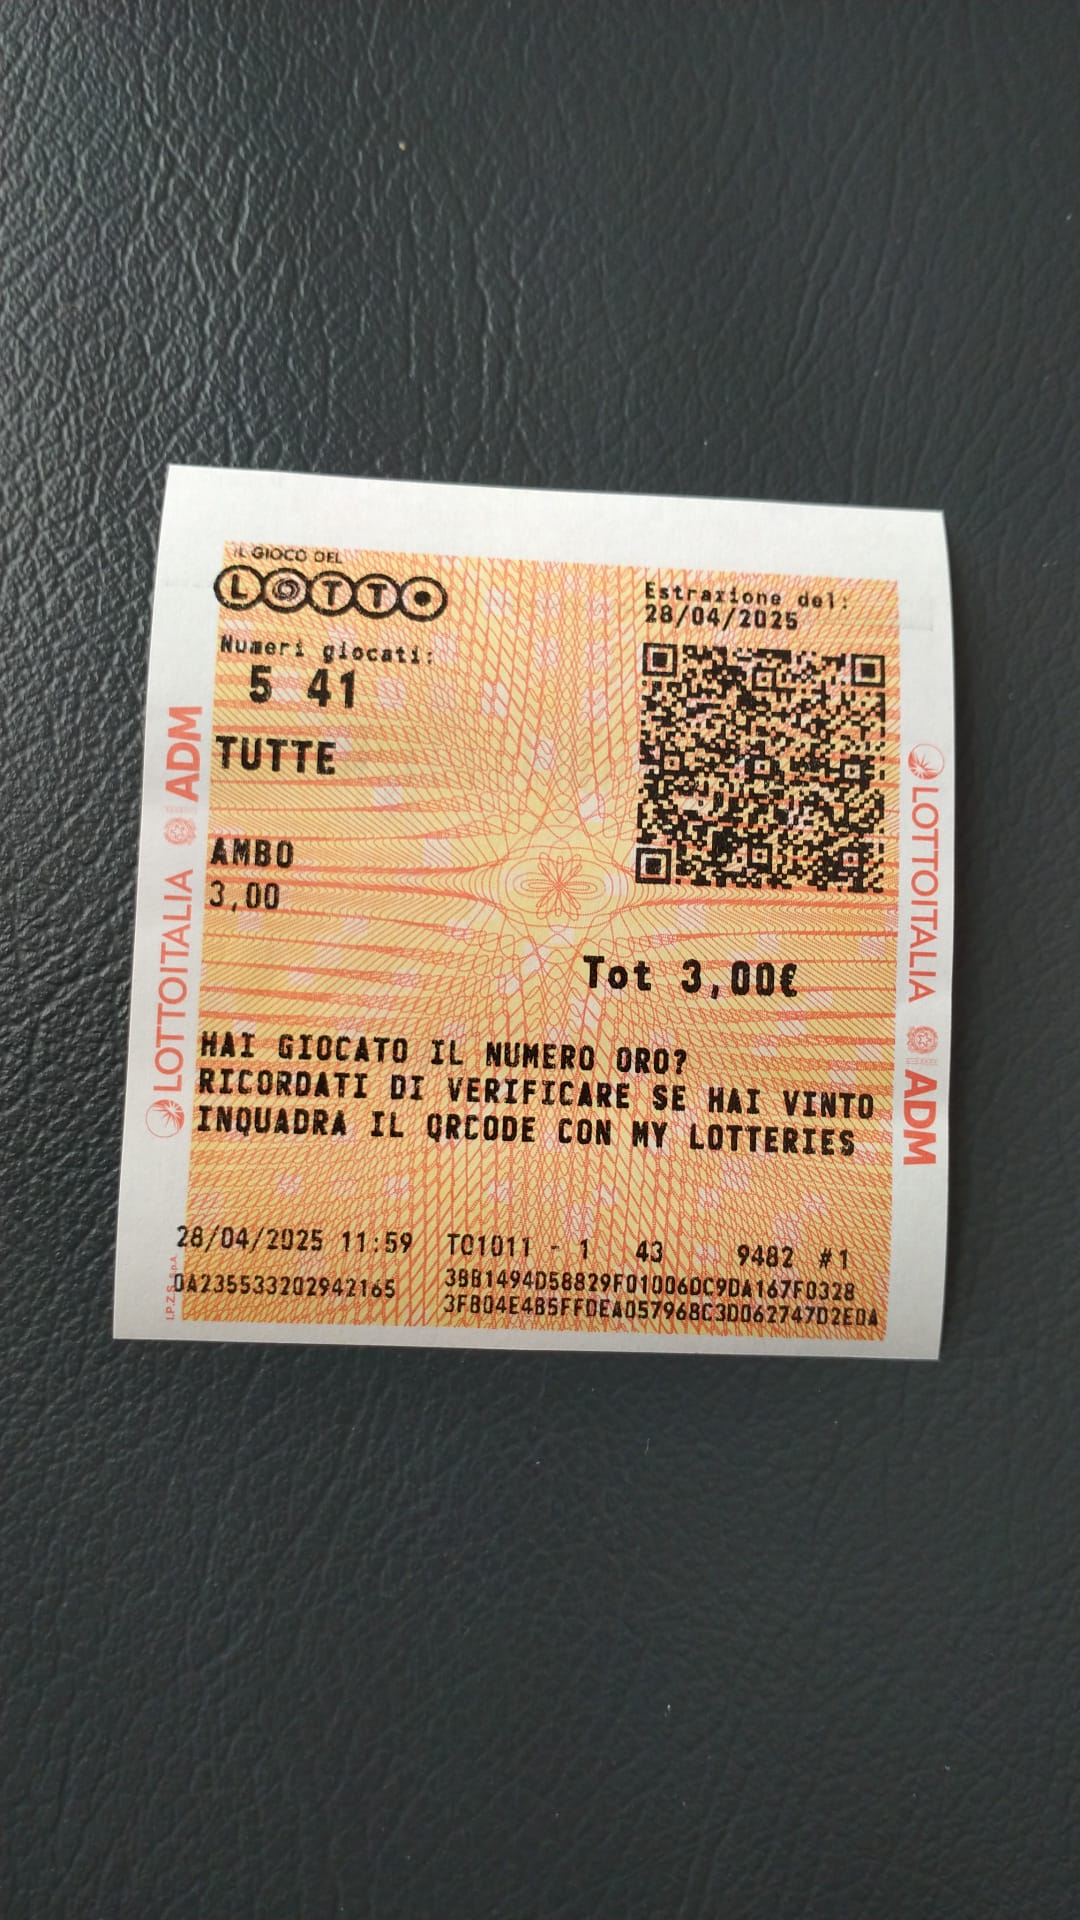 IL GIOCO DEL
LOTTO
Estrazione del:
28/04/2025
Numeri giocati:
5 41
TUTTE
AMBO
3,00
Tot 3,00€
HAI GIOCATO IL NUMERO ORO?
RICORDATI DI VERIFICARE SE HAI VINTO
INQUADRA IL QRCODE CON MY LOTTERIES
28/04/2025 11:59 TO1011 - 1 43 9482 #1
0A235533202942165
3BB1494D58829F01006DC9DA167F0328
3FB04E4B5FFDEA057968C3D062747D2E0A
LOTTOITALIA ADM
LOTTOITALIA ADM
I.P.Z.S. S.p.A.